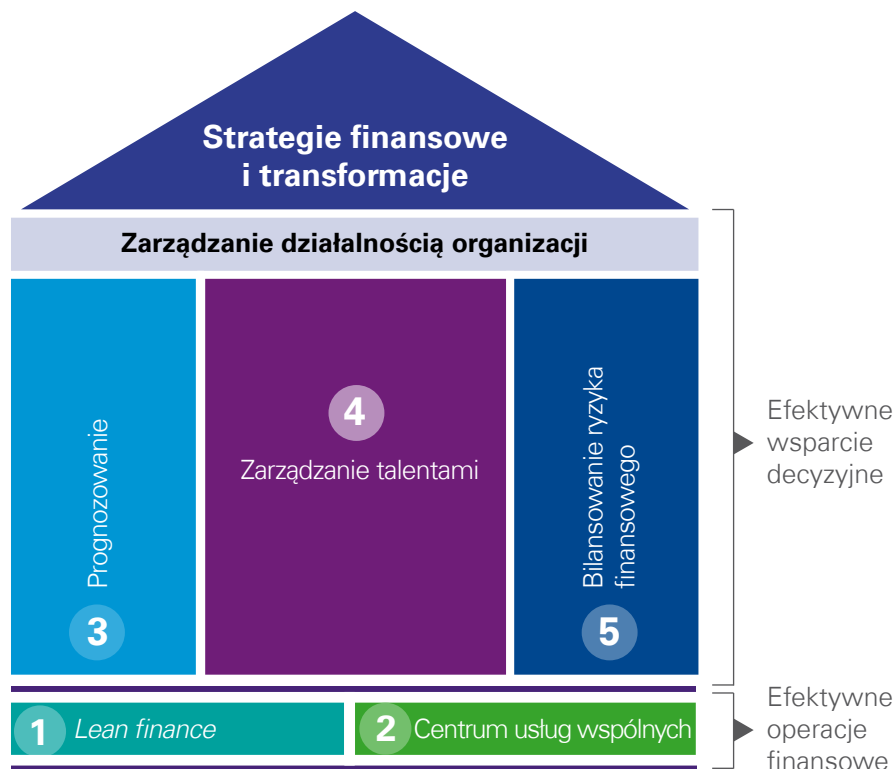 Strategie finansowe
i transformacje
Zarządzanie działalnością organizacji
Prognozowanie
3
4
Zarządzanie talentami
Bilansowanie ryzyka
finansowego
5
Efektywne
wsparcie
decyzyjne
1 Lean finance
2 Centrum usług wspólnych
Efektywne
operacje
finansowe